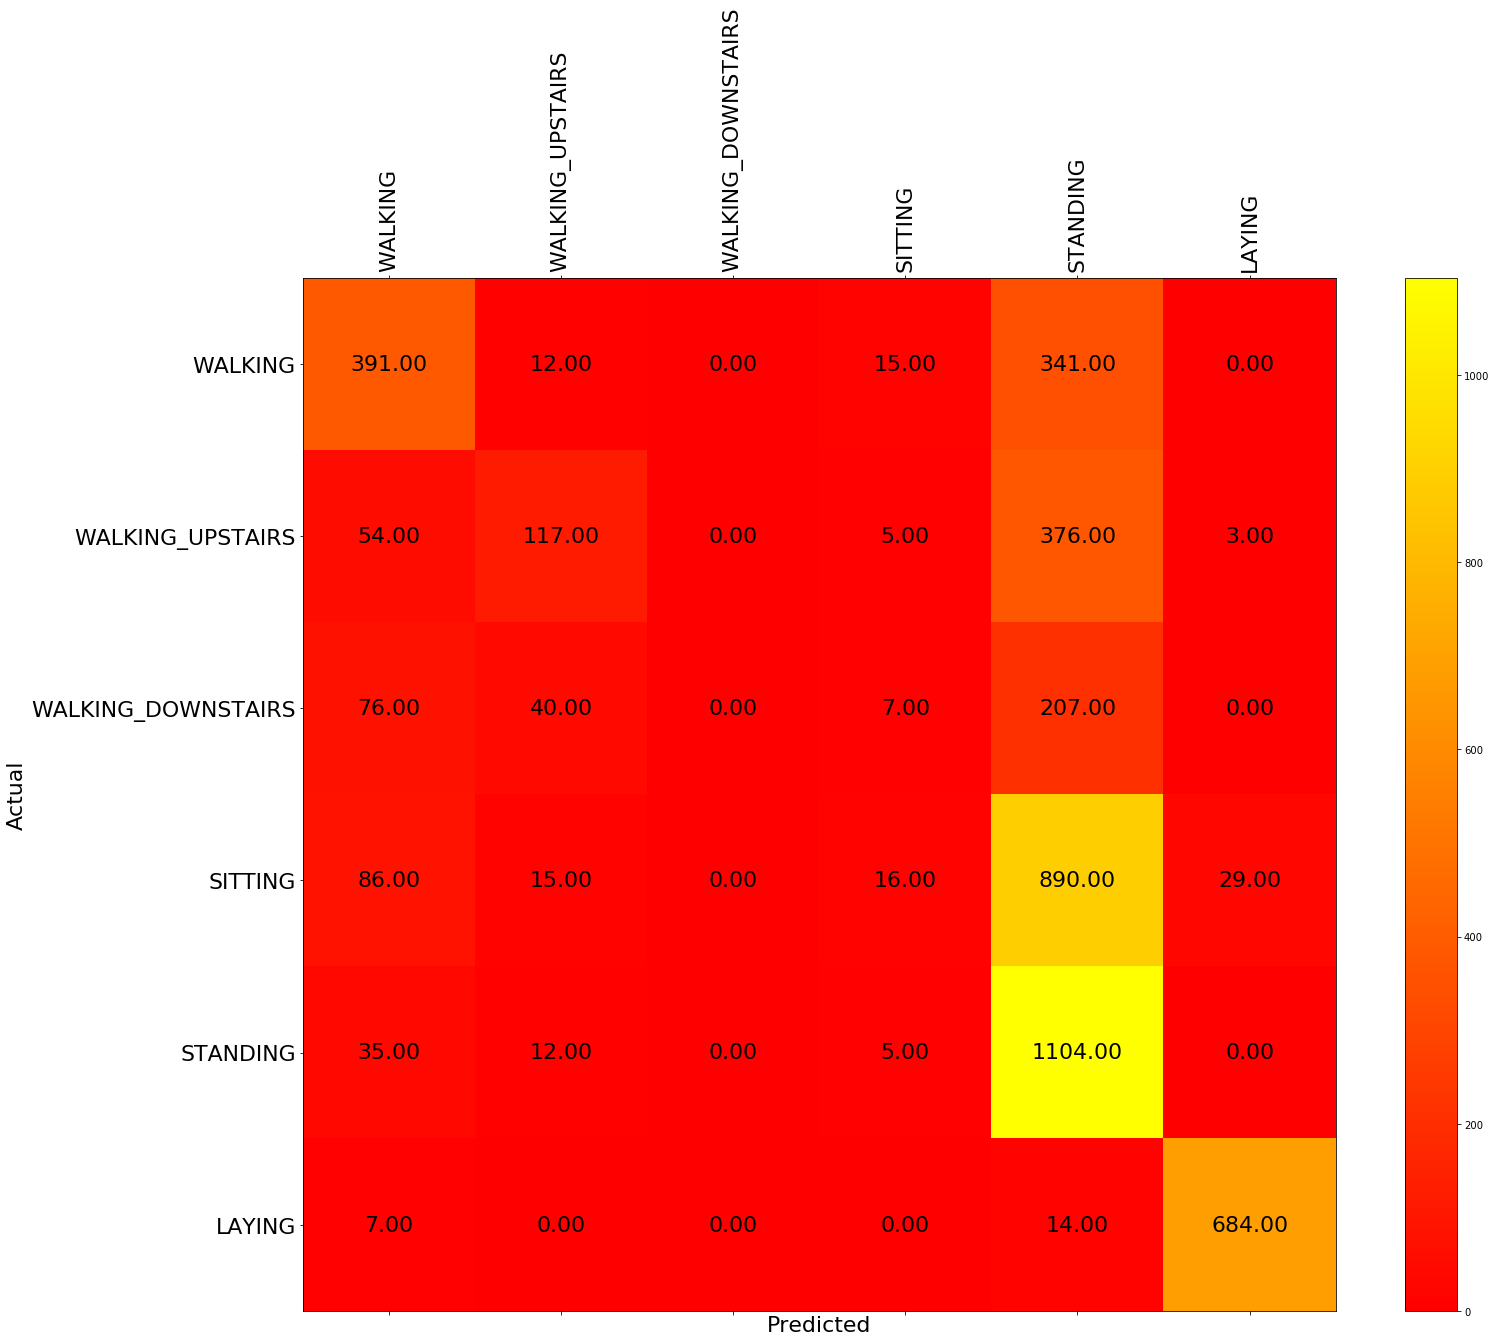 WALKING
WALKING_UPSTAIRS
WALKING_DOWNSTAIRS
SITTING
STANDING
LAYING
WALKING 391.00 12.00 0.00 15.00 341.00 0.00
WALKING_UPSTAIRS 54.00 117.00 0.00 5.00 376.00 3.00
WALKING_DOWNSTAIRS 76.00 40.00 0.00 7.00 207.00 0.00
SITTING 86.00 15.00 0.00 16.00 890.00 29.00
STANDING 35.00 12.00 0.00 5.00 1104.00 0.00
LAYING 7.00 0.00 0.00 0.00 14.00 684.00
Actual
Predicted
1000
800
600
400
200
0